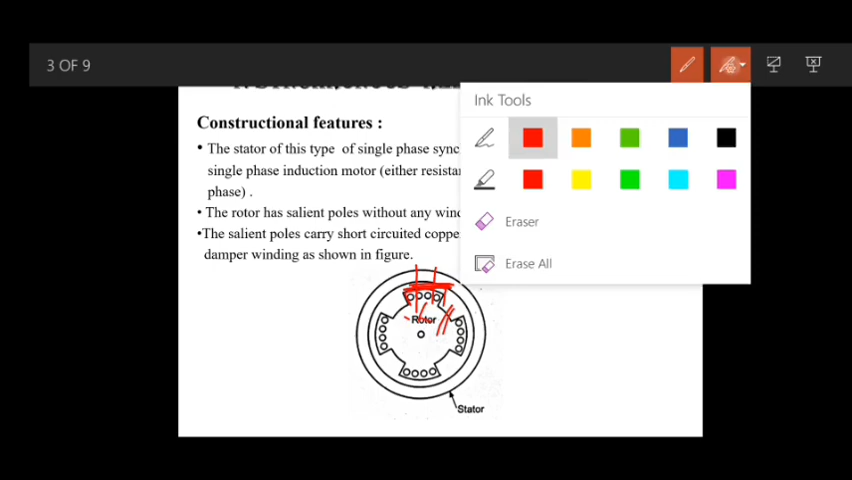 3 OF 9
Ink Tools
Constructional features :
• The stator of this type of single phase sync
single phase induction motor (either resista
phase) .
• The rotor has salient poles without any wind
•The salient poles carry short circuited coppe
damper winding as shown in figure.
Eraser
Erase All
Rotor
Stator